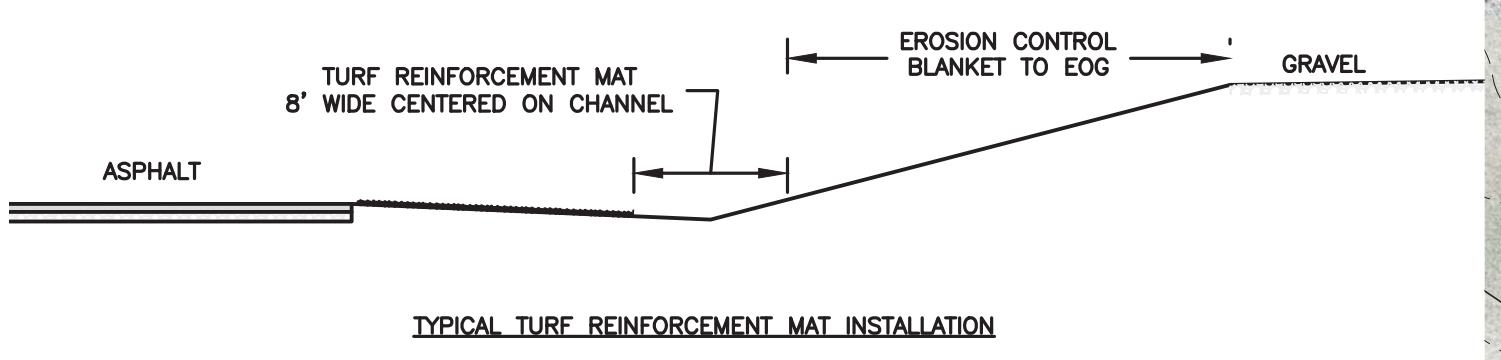 EROSION CONTROL
BLANKET TO EOG
GRAVEL
TURF REINFORCEMENT MAT
8' WIDE CENTERED ON CHANNEL
ASPHALT
TYPICAL TURF REINFORCEMENT MAT INSTALLATION